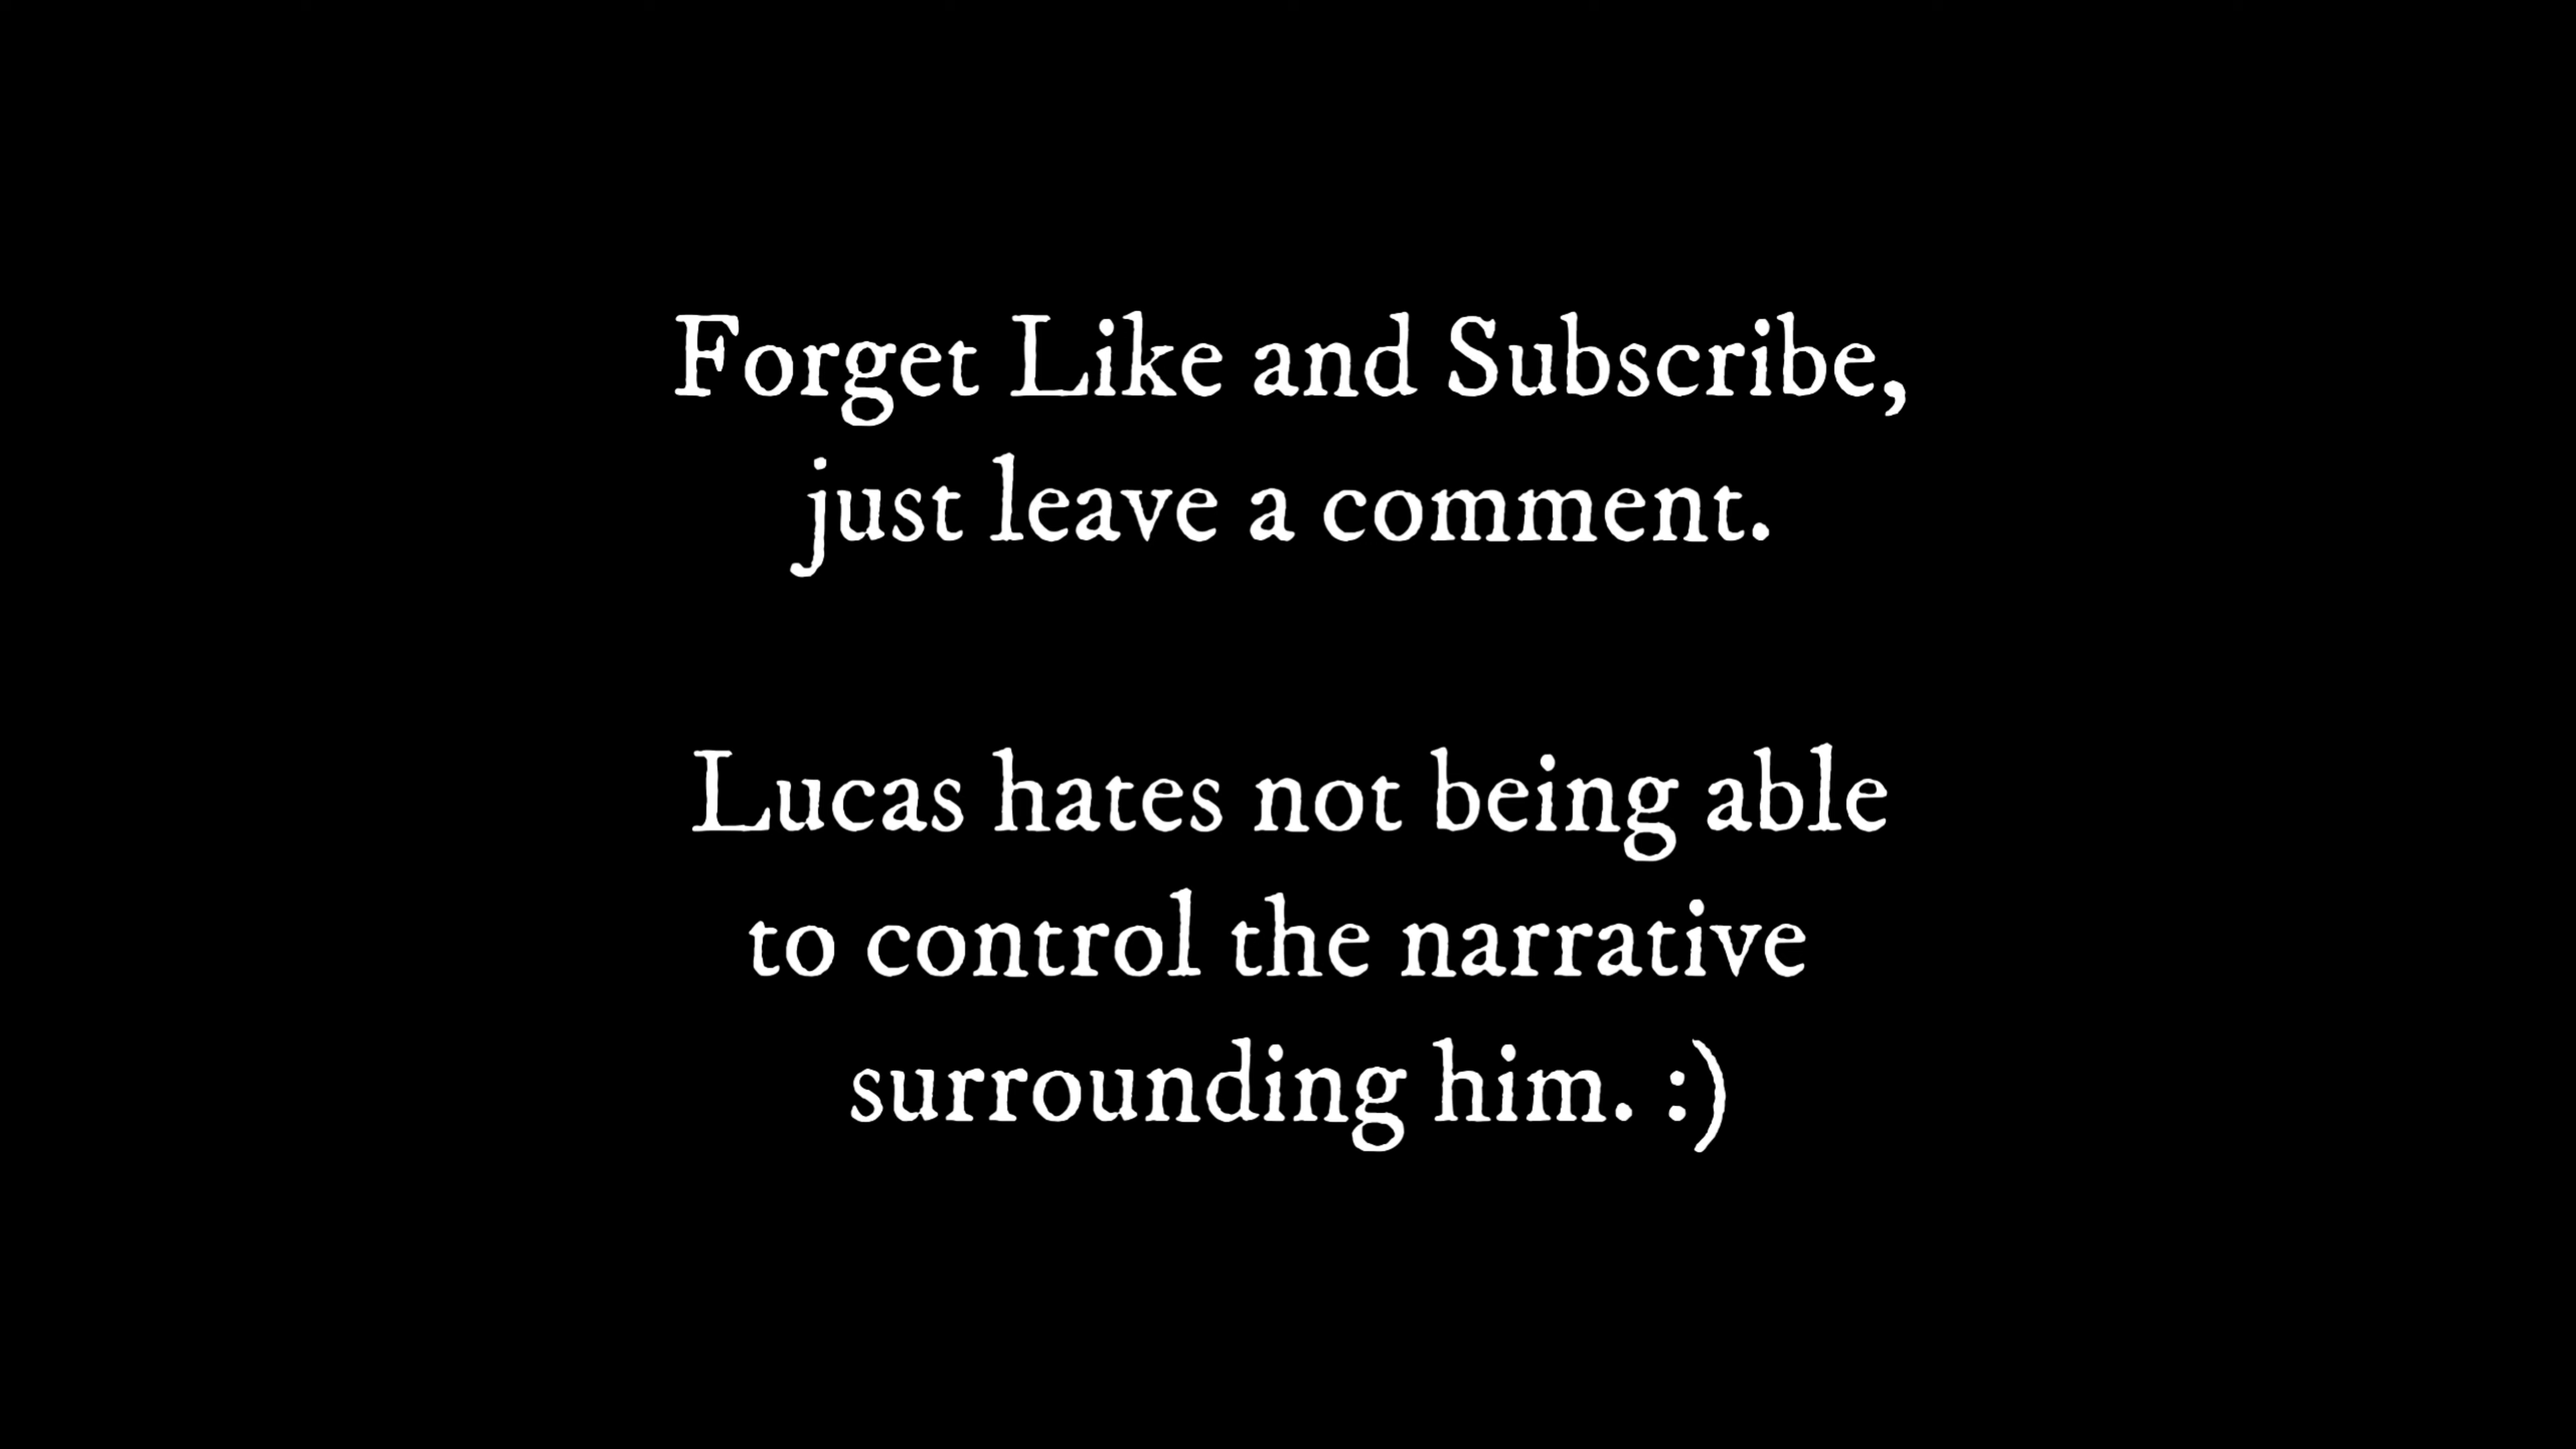 Forget Like and Subscribe,
just leave a comment.
Lucas hates not being able
to control the narrative
surrounding him. :)